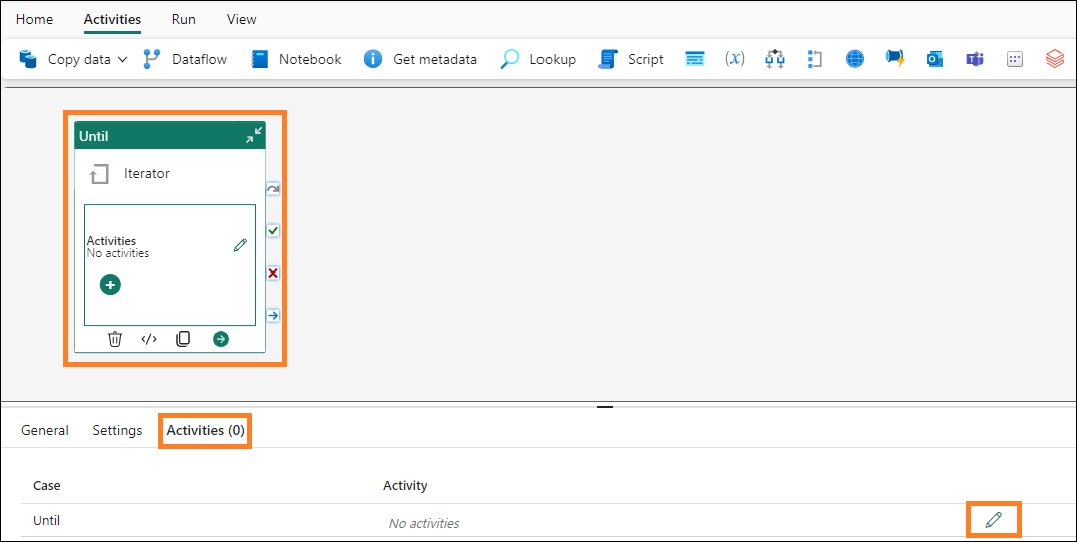 Home Activities Run View
Copy data Dataflow Notebook Get metadata Lookup Script (x)
Until
Iterator
Activities
No activities
General Settings Activities (0)
Case Activity
Until No activities